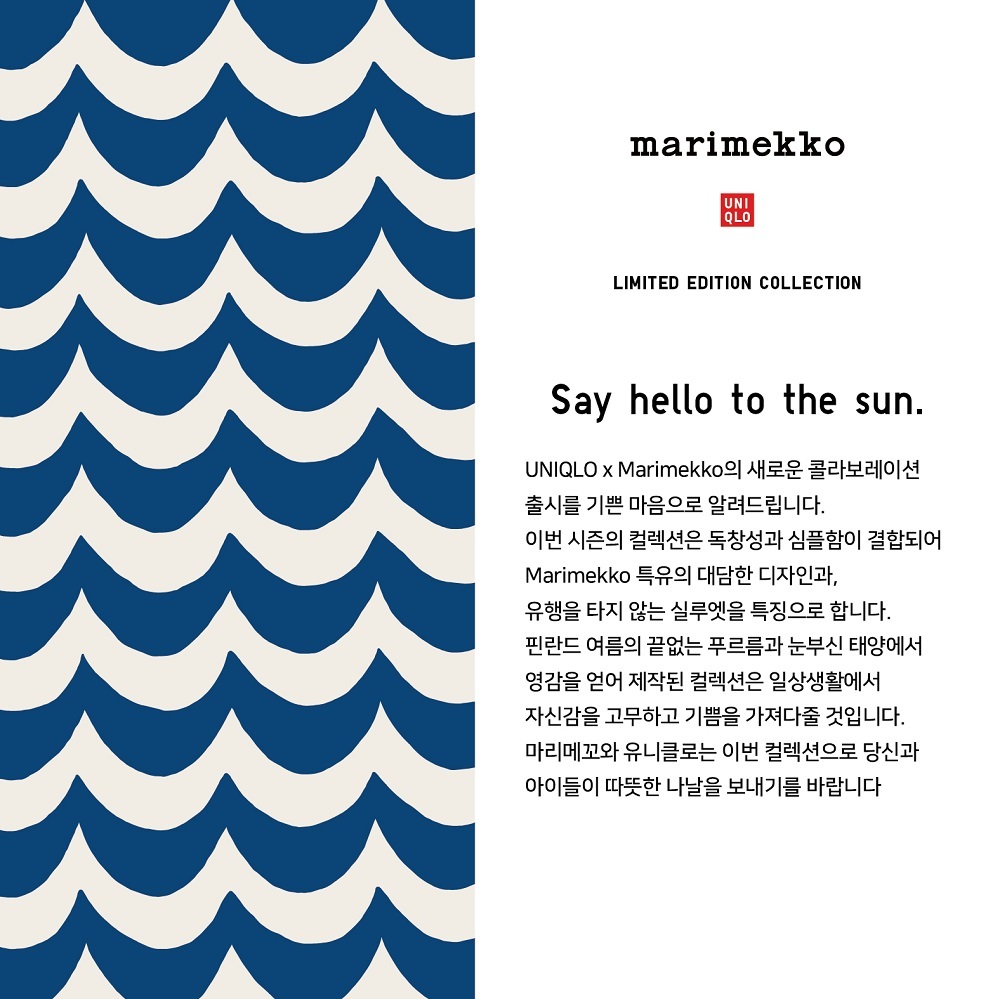 marimekko
UNI
QLO
LIMITED EDITION COLLECTION
Say hello to the sun.
UNIQLO x Marimekko의 새로운 콜라보레이션
출시를 기쁜 마음으로 알려드립니다.
이번 시즌의 컬렉션은 독창성과 심플함이 결합되어
Marimekko 특유의 대담한 디자인과,
유행을 타지 않는 실루엣을 특징으로 합니다.
핀란드 여름의 끝없는 푸르름과 눈부신 태양에서
영감을 얻어 제작된 컬렉션은 일상생활에서
자신감을 고무하고 기쁨을 가져다줄 것입니다.
마리메꼬와 유니클로는 이번 컬렉션으로 당신과
아이들이 따뜻한 나날을 보내기를 바랍니다